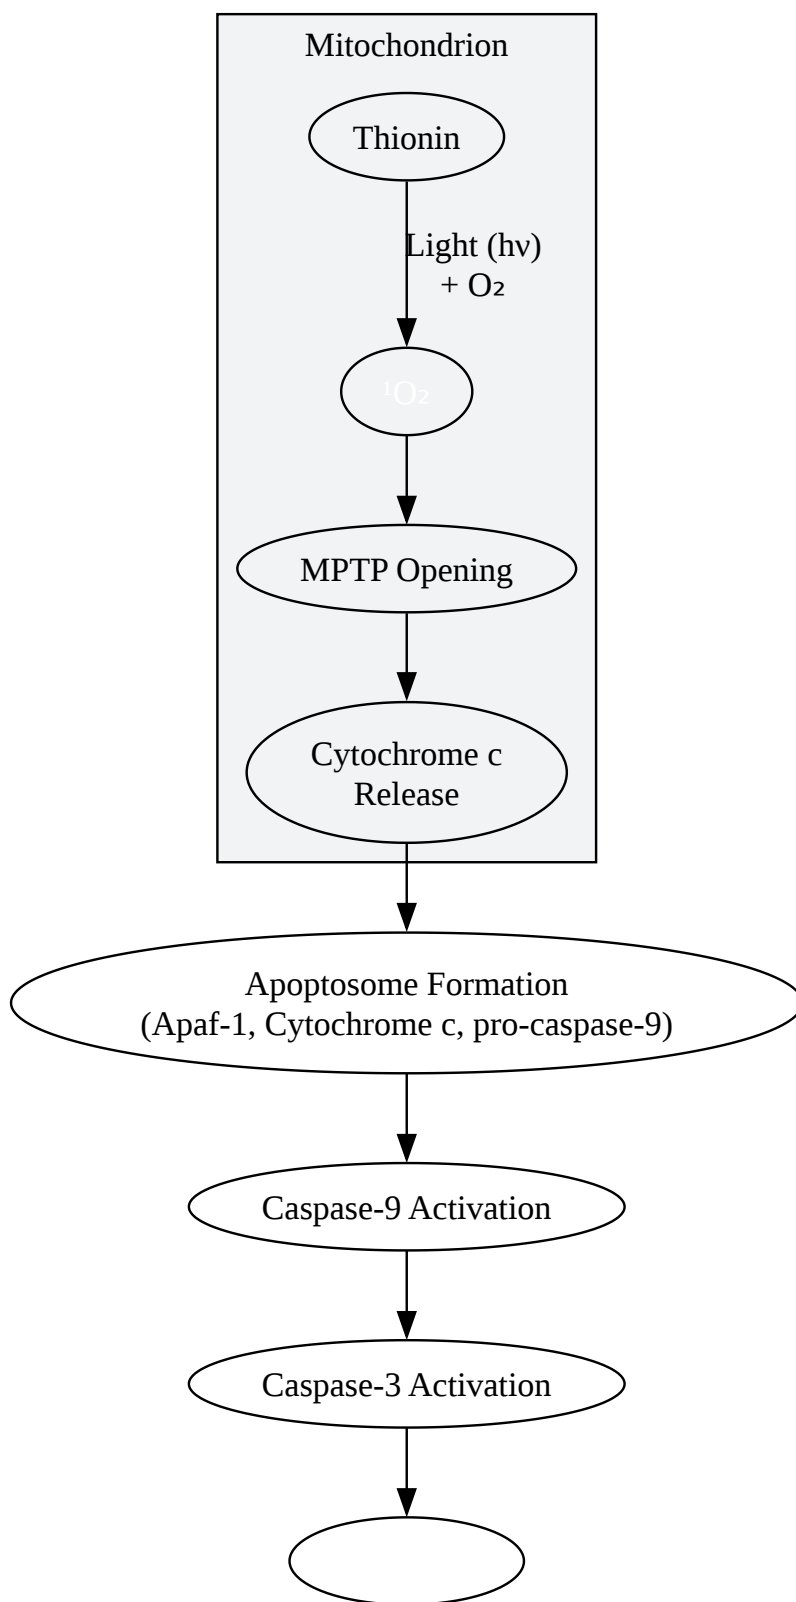 Mitochondrion
Thionin
Light (hν)
+ O₂
¹O₂
MPTP Opening
Cytochrome c
Release
Apoptosome Formation
(Apaf-1, Cytochrome c, pro-caspase-9)
Caspase-9 Activation
Caspase-3 Activation